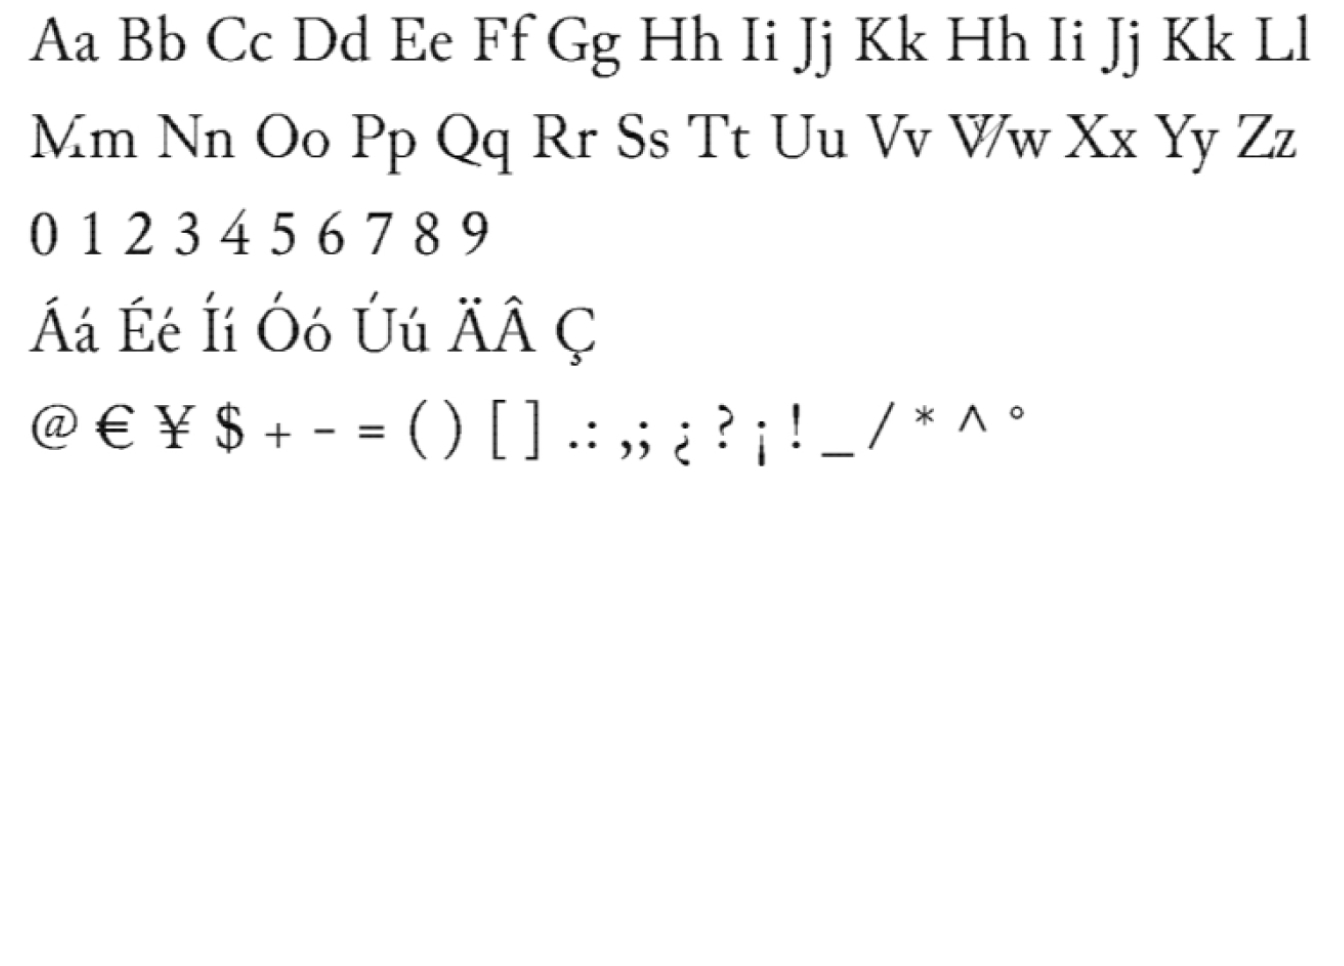 Aa Bb Cc Dd Ee Ff Gg Hh Ii Jj Kk Hh Ii Jj Kk Ll
Mm Nn Oo Pp Qq Rr Ss Tt Uu Vv Ww Xx Yy Zz
0 1 2 3 4 5 6 7 8 9
Áá Éé Íí Óó Úú ÄÂ Ç
@ € ¥ $ + - = ( ) [ ] .: ,; ¿ ? ¡ ! _ / * ^ °